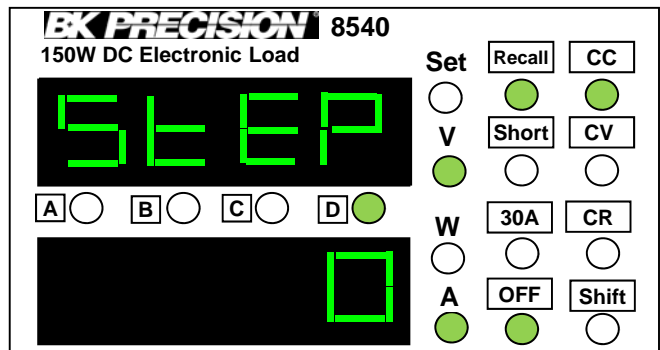 BK PRECISION® 8540
150W DC Electronic Load
Set Recall CC
StEP
V Short CV
A B C D
W 30A CR
0
A OFF Shift